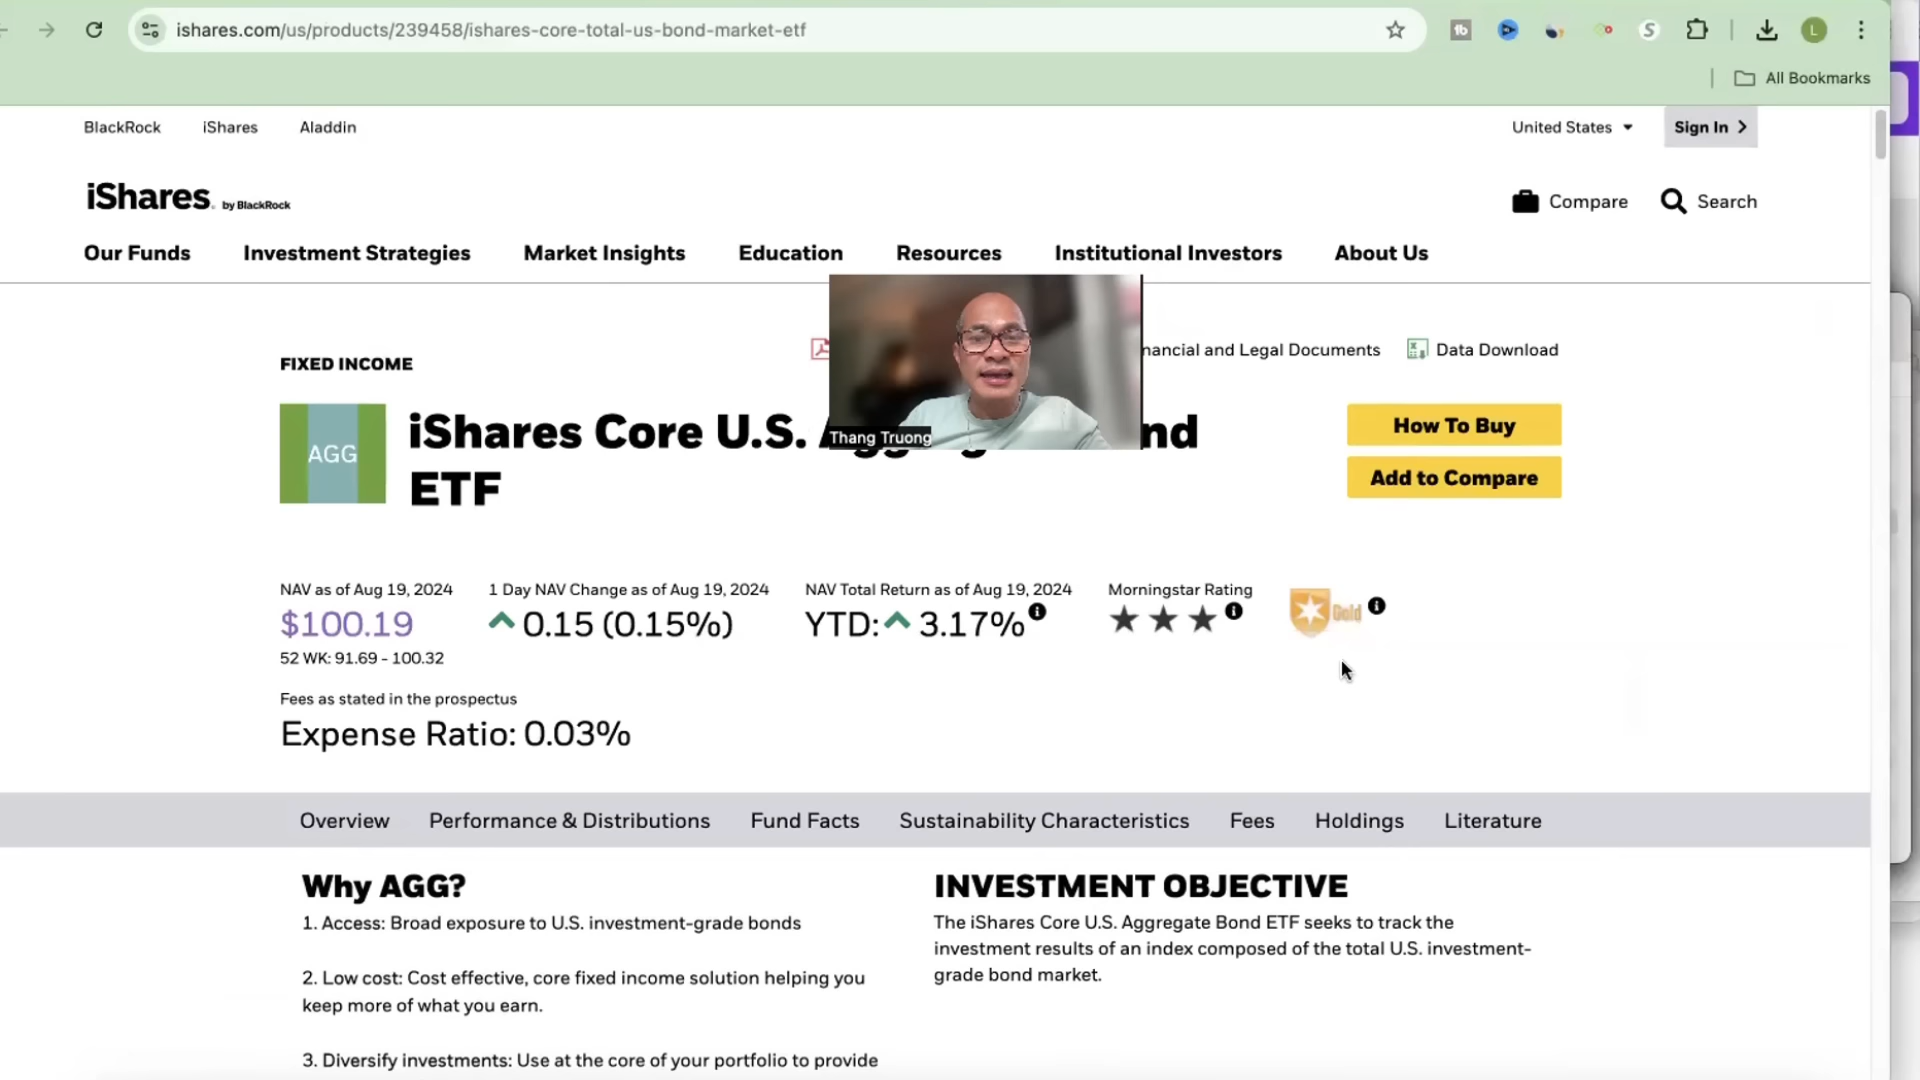 ishares.com/us/products/239458/ishares-core-total-us-bond-market-etf
L
All Bookmarks
BlackRock iShares Aladdin
United States
Sign In
iShares by BlackRock
Compare
Search
Our Funds Investment Strategies Market Insights Education Resources Institutional Investors About Us
FIXED INCOME
nancial and Legal Documents
Data Download
AGG
iShares Core U.S. nd
ETF
Thang Truong
How To Buy
Add to Compare
NAV as of Aug 19, 2024
$100.19
52 WK: 91.69 - 100.32
1 Day NAV Change as of Aug 19, 2024
0.15 (0.15%)
NAV Total Return as of Aug 19, 2024
YTD: 3.17%
Morningstar Rating
Gold
Fees as stated in the prospectus
Expense Ratio: 0.03%
Overview Performance & Distributions Fund Facts Sustainability Characteristics Fees Holdings Literature
Why AGG?
1. Access: Broad exposure to U.S. investment-grade bonds
2. Low cost: Cost effective, core fixed income solution helping you
keep more of what you earn.
3. Diversify investments: Use at the core of your portfolio to provide
INVESTMENT OBJECTIVE
The iShares Core U.S. Aggregate Bond ETF seeks to track the
investment results of an index composed of the total U.S. investment-
grade bond market.